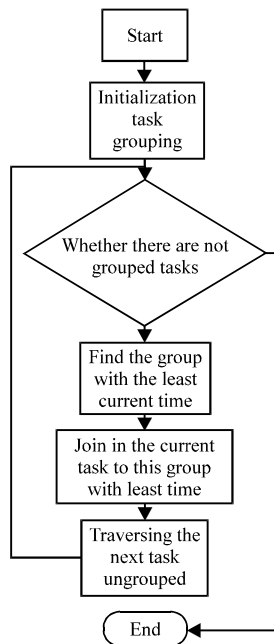 Start
Initialization
task
grouping
Whether there are not
grouped tasks
Find the group
with the least
current time
Join in the current
task to this group
with least time
Traversing the
next task
ungrouped
End